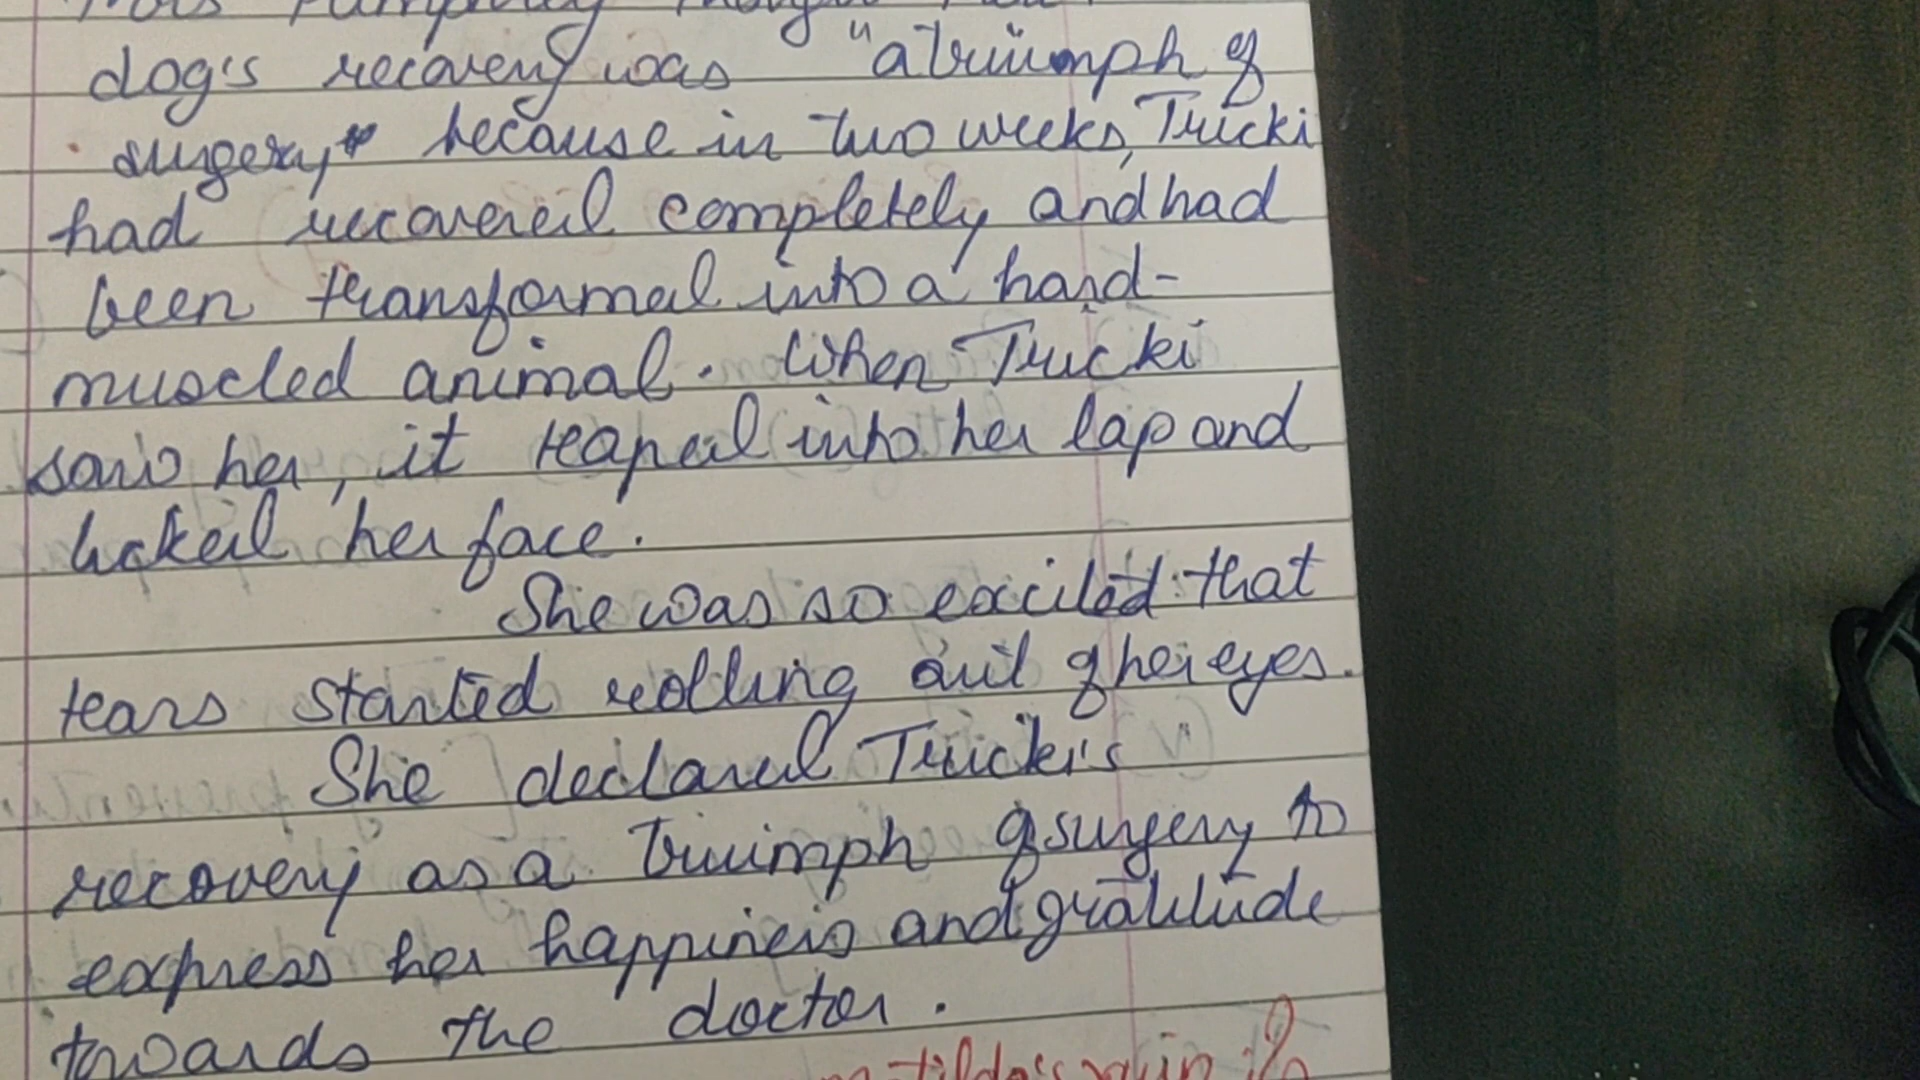 Mrs Pumphrey thought
dog's recovery was "a triumph of
surgery" because in two weeks, Tricki
had recovered completely and had
been transformed into a hard-
muscled animal. When Tricki
saw her, it leaped into her lap and
licked her face.
She was so excited that
tears started rolling out of her eyes.
She declared Tricki's
recovery as a triumph of surgery to
express her happiness and gratitude
towards the doctor.